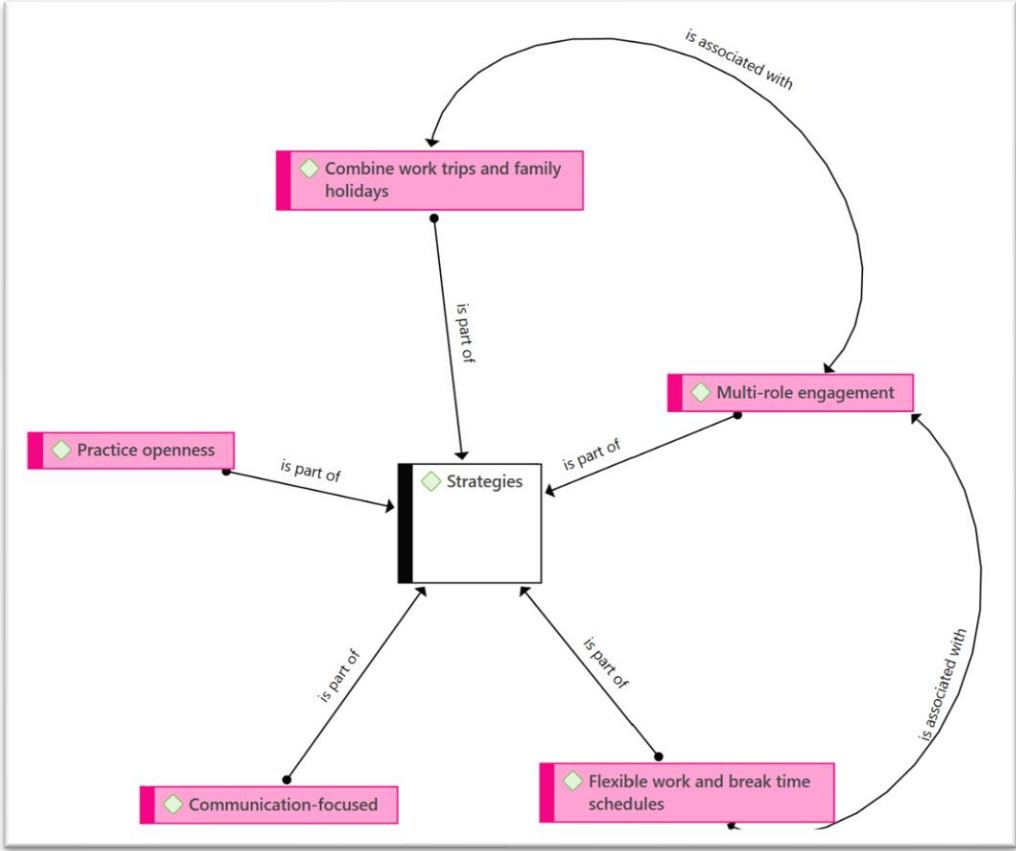 is associated with
Combine work trips and family
holidays
is part of
Multi-role engagement
Practice openness
is part of
is part of
Strategies
is part of
is part of
is associated with
Flexible work and break time
schedules
Communication-focused